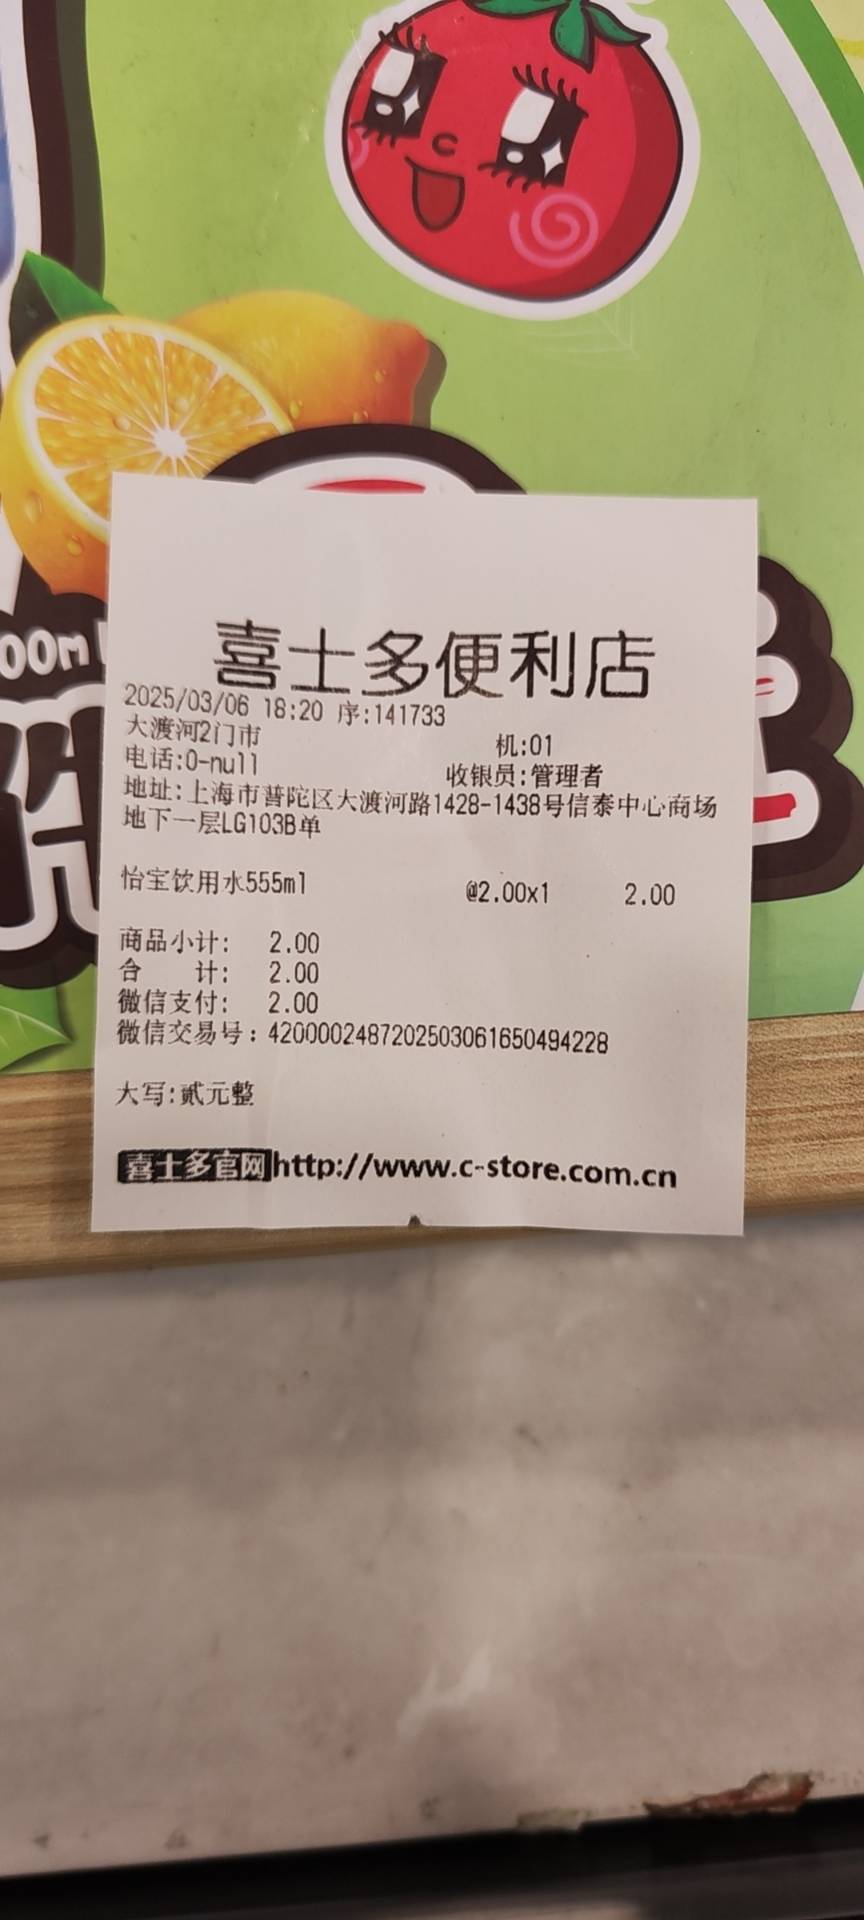 喜士多便利店
2025/03/06 18:20 序:141733
大渡河2门市 机:01
电话:0-null 收银员:管理者
地址:上海市普陀区大渡河路1428-1438号信泰中心商场
地下一层LG103B单
怡宝饮用水555ml @2.00x1 2.00
商品小计: 2.00
合 计: 2.00
微信支付: 2.00
微信交易号:4200002487202503061650494228
大写:贰元整
喜士多官网http://www.c-store.com.cn